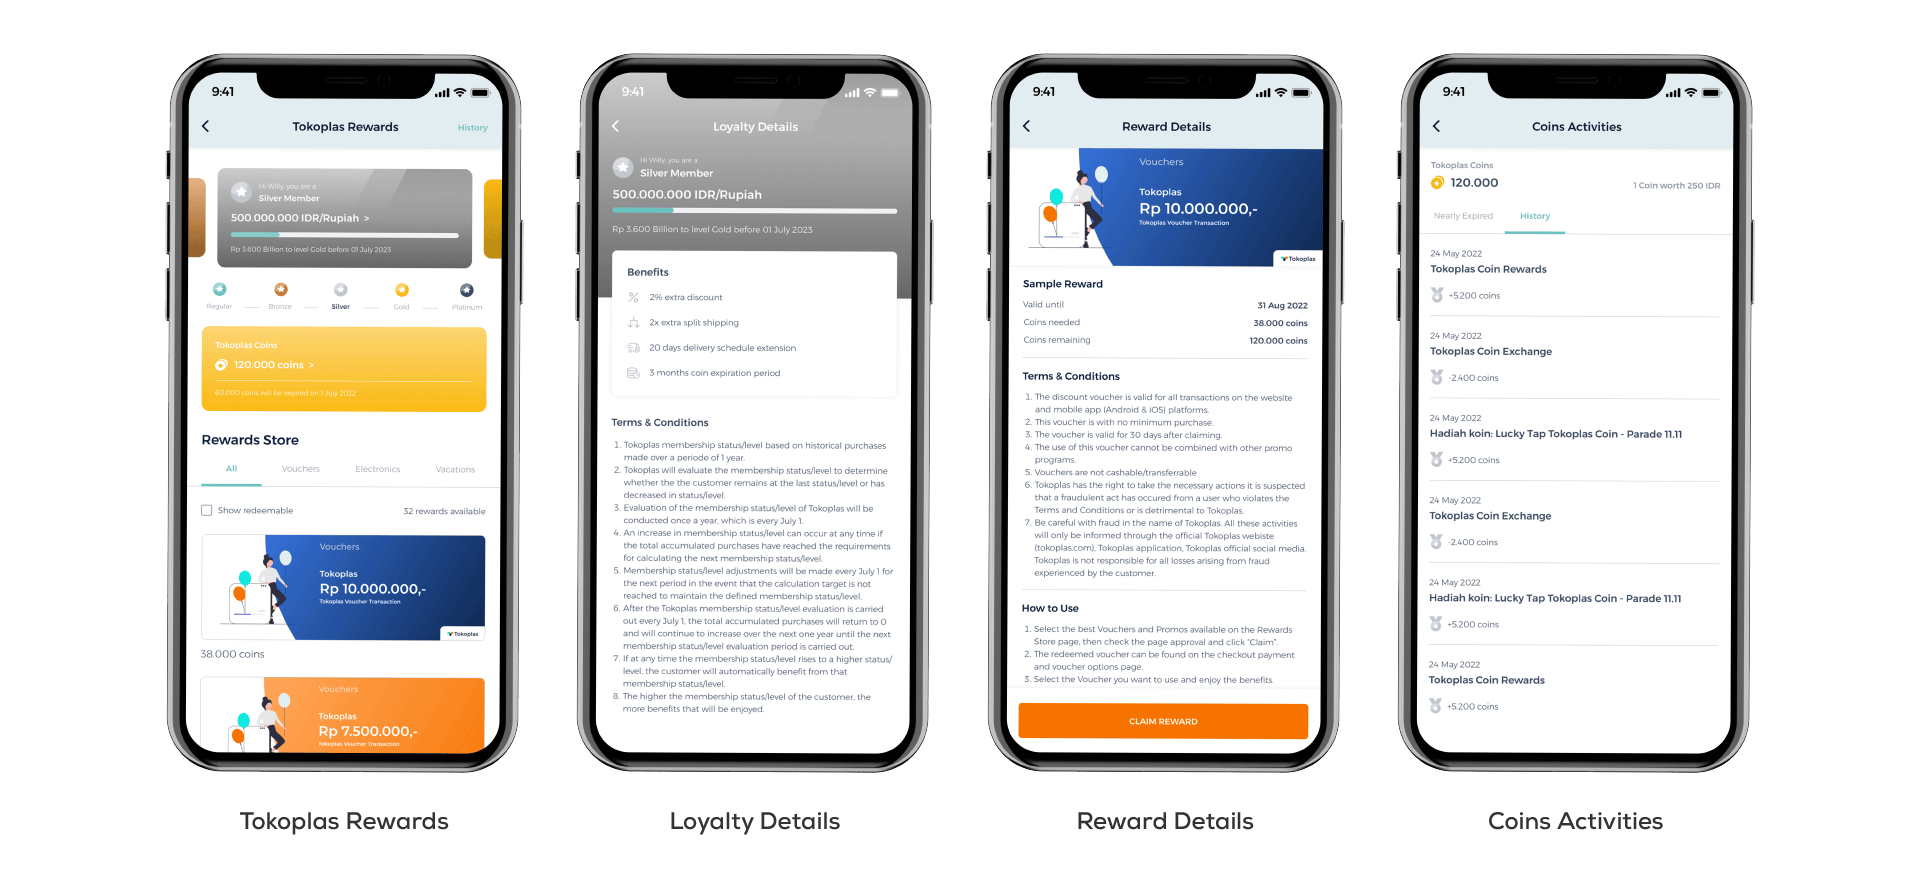 9:41
Tokoplas Rewards
History
Hi Willy, you are a
Silver Member
500.000.000 IDR/Rupiah >
Rp 3.600 Billion to level Gold before 01 July 2023
Regular
Bronze
Silver
Gold
Platinum
Tokoplas Coins
120.000 coins >
60.000 coins will be expired on 1 July 2022
Rewards Store
All
Vouchers
Electronics
Vacations
Show redeemable
32 rewards available
Vouchers
Tokoplas
Rp 10.000.000,-
Tokoplas Voucher Transaction
Tokoplas
38.000 coins
Vouchers
Tokoplas
Rp 7.500.000,-
Tokoplas Voucher Transaction
Tokoplas Rewards
9:41
Loyalty Details
Hi Willy, you are a
Silver Member
500.000.000 IDR/Rupiah
Rp 3.600 Billion to level Gold before 01 July 2023
Benefits
2% extra discount
2x extra split shipping
20 days delivery schedule extension
3 months coin expiration period
Terms & Conditions
1. Tokoplas membership status/level based on historical purchases
made over a periode of 1 year.
2. Tokoplas will evaluate the membership status/level to determine
whether the the customer remains at the last status/level or has
decreased in status/level.
3. Evaluation of the membership status/level of Tokoplas will be
conducted once a year, which is every July 1.
4. An increase in membership status/level can occur at any time if
the total accumulated purchases have reached the requirements
for calculating the next membership status/level.
5. Membership status/level adjustments will be made every July 1 for
the next period in the event that the calculation target is not
reached to maintain the defined membership status/level.
6. After the Tokoplas membership status/level evaluation is carried
out every July 1, the total accumulated purchases will return to 0
and will continue to increase over the next one year until the next
membership status/level evaluation period is carried out.
7. If at any time the membership status/level rises to a higher status/
level, the customer will automatically benefit from that
membership status/level.
8. The higher the membership status/level of the customer, the
more benefits that will be enjoyed.
Loyalty Details
9:41
Reward Details
Vouchers
Tokoplas
Rp 10.000.000,-
Tokoplas Voucher Transaction
Tokoplas
Sample Reward
Valid until
31 Aug 2022
Coins needed
38.000 coins
Coins remaining
120.000 coins
Terms & Conditions
1. The discount voucher is valid for all transactions on the website
and mobile app (Android & iOS) platforms.
2. This voucher is with no minimum purchase.
3. The voucher is valid for 30 days after claiming.
4. The use of this voucher cannot be combined with other promo
programs.
5. Vouchers are not cashable/transferrable
6. Tokoplas has the right to take the necessary actions it is suspected
that a fraudulent act has occured from a user who violates the
Terms and Conditions or is detrimental to Tokoplas.
7. Be careful with fraud in the name of Tokoplas. All these activities
will only be informed through the official Tokoplas webiste
(tokoplas.com), Tokoplas application, Tokoplas official social media.
Tokoplas is not responsible for all losses arising from fraud
experienced by the customer.
How to Use
1. Select the best Vouchers and Promos available on the Rewards
Store page, then check the page approval and click "Claim".
2. The redeemed voucher can be found on the checkout payment
and voucher options page.
3. Select the Voucher you want to use and enjoy the benefits.
CLAIM REWARD
Reward Details
9:41
Coins Activities
Tokoplas Coins
120.000
1 Coin worth 250 IDR
Nearly Expired
History
24 May 2022
Tokoplas Coin Rewards
+5.200 coins
24 May 2022
Tokoplas Coin Exchange
-2.400 coins
24 May 2022
Hadiah koin: Lucky Tap Tokoplas Coin - Parade 11.11
+5.200 coins
24 May 2022
Tokoplas Coin Exchange
-2.400 coins
24 May 2022
Hadiah koin: Lucky Tap Tokoplas Coin - Parade 11.11
+5.200 coins
24 May 2022
Tokoplas Coin Rewards
+5.200 coins
Coins Activities